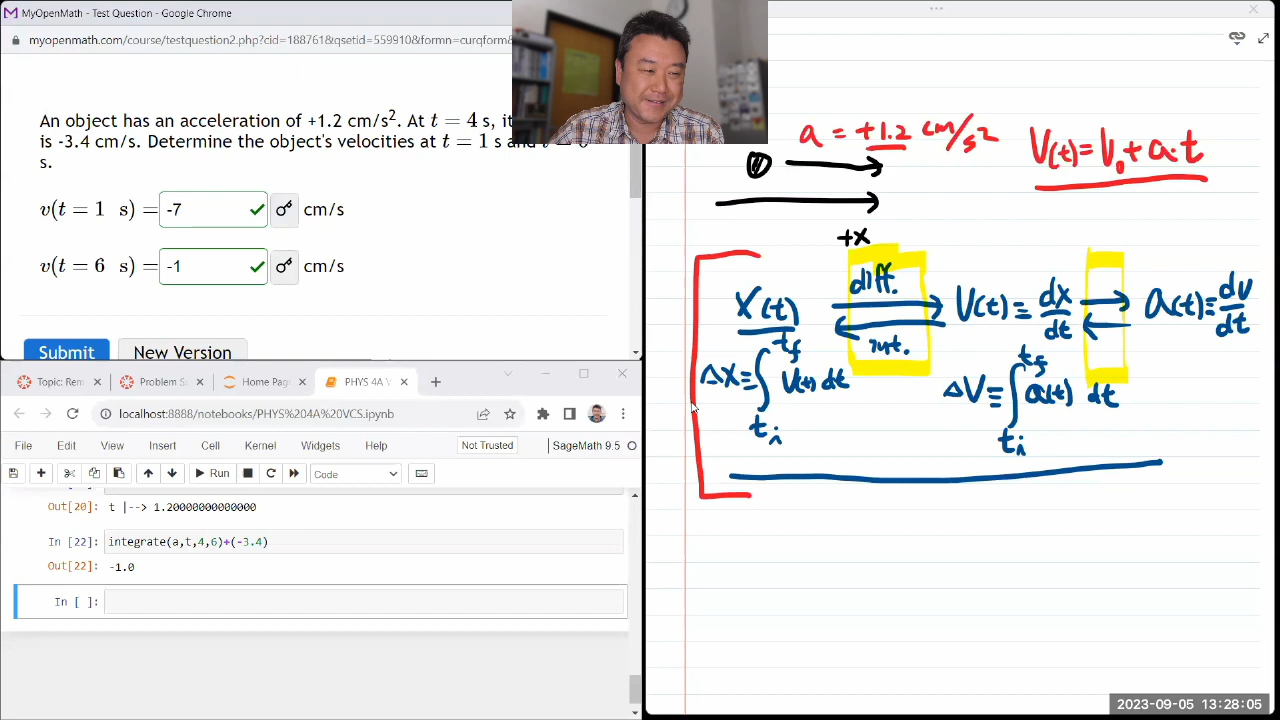 MyOpenMath - Test Question - Google Chrome
myopenmath.com/course/testquestion2.php?cid=188761&qsetid=559910&formn=curqform&
An object has an acceleration of +1.2 cm/s². At t = 4 s, it
is -3.4 cm/s. Determine the object's velocities at t = 1 s and
s.
v(t = 1 s) = -7 cm/s
v(t = 6 s) = -1 cm/s
Submit New Version
Problem S Home Page PHYS 4A V
localhost:8888/notebooks/PHYS%204A%20VCS.ipynb
File Edit View Insert Cell Kernel Widgets Help Not Trusted SageMath 9.5
Run Code
Out[20]: t |--> 1.20000000000000
In [22]: integrate(a,t,4,6)+(-3.4)
Out[22]: -1.0
In [ ]:
a = +1.2 cm/s²
V(t) = V₀ + a·t
+x
diff.
X(t) V(t) = dx/dt a(t) = dv/dt
int.
Δx = ∫ti^tf v(t) dt ΔV = ∫ti^tf a(t) dt
2023-09-05 13:28:05